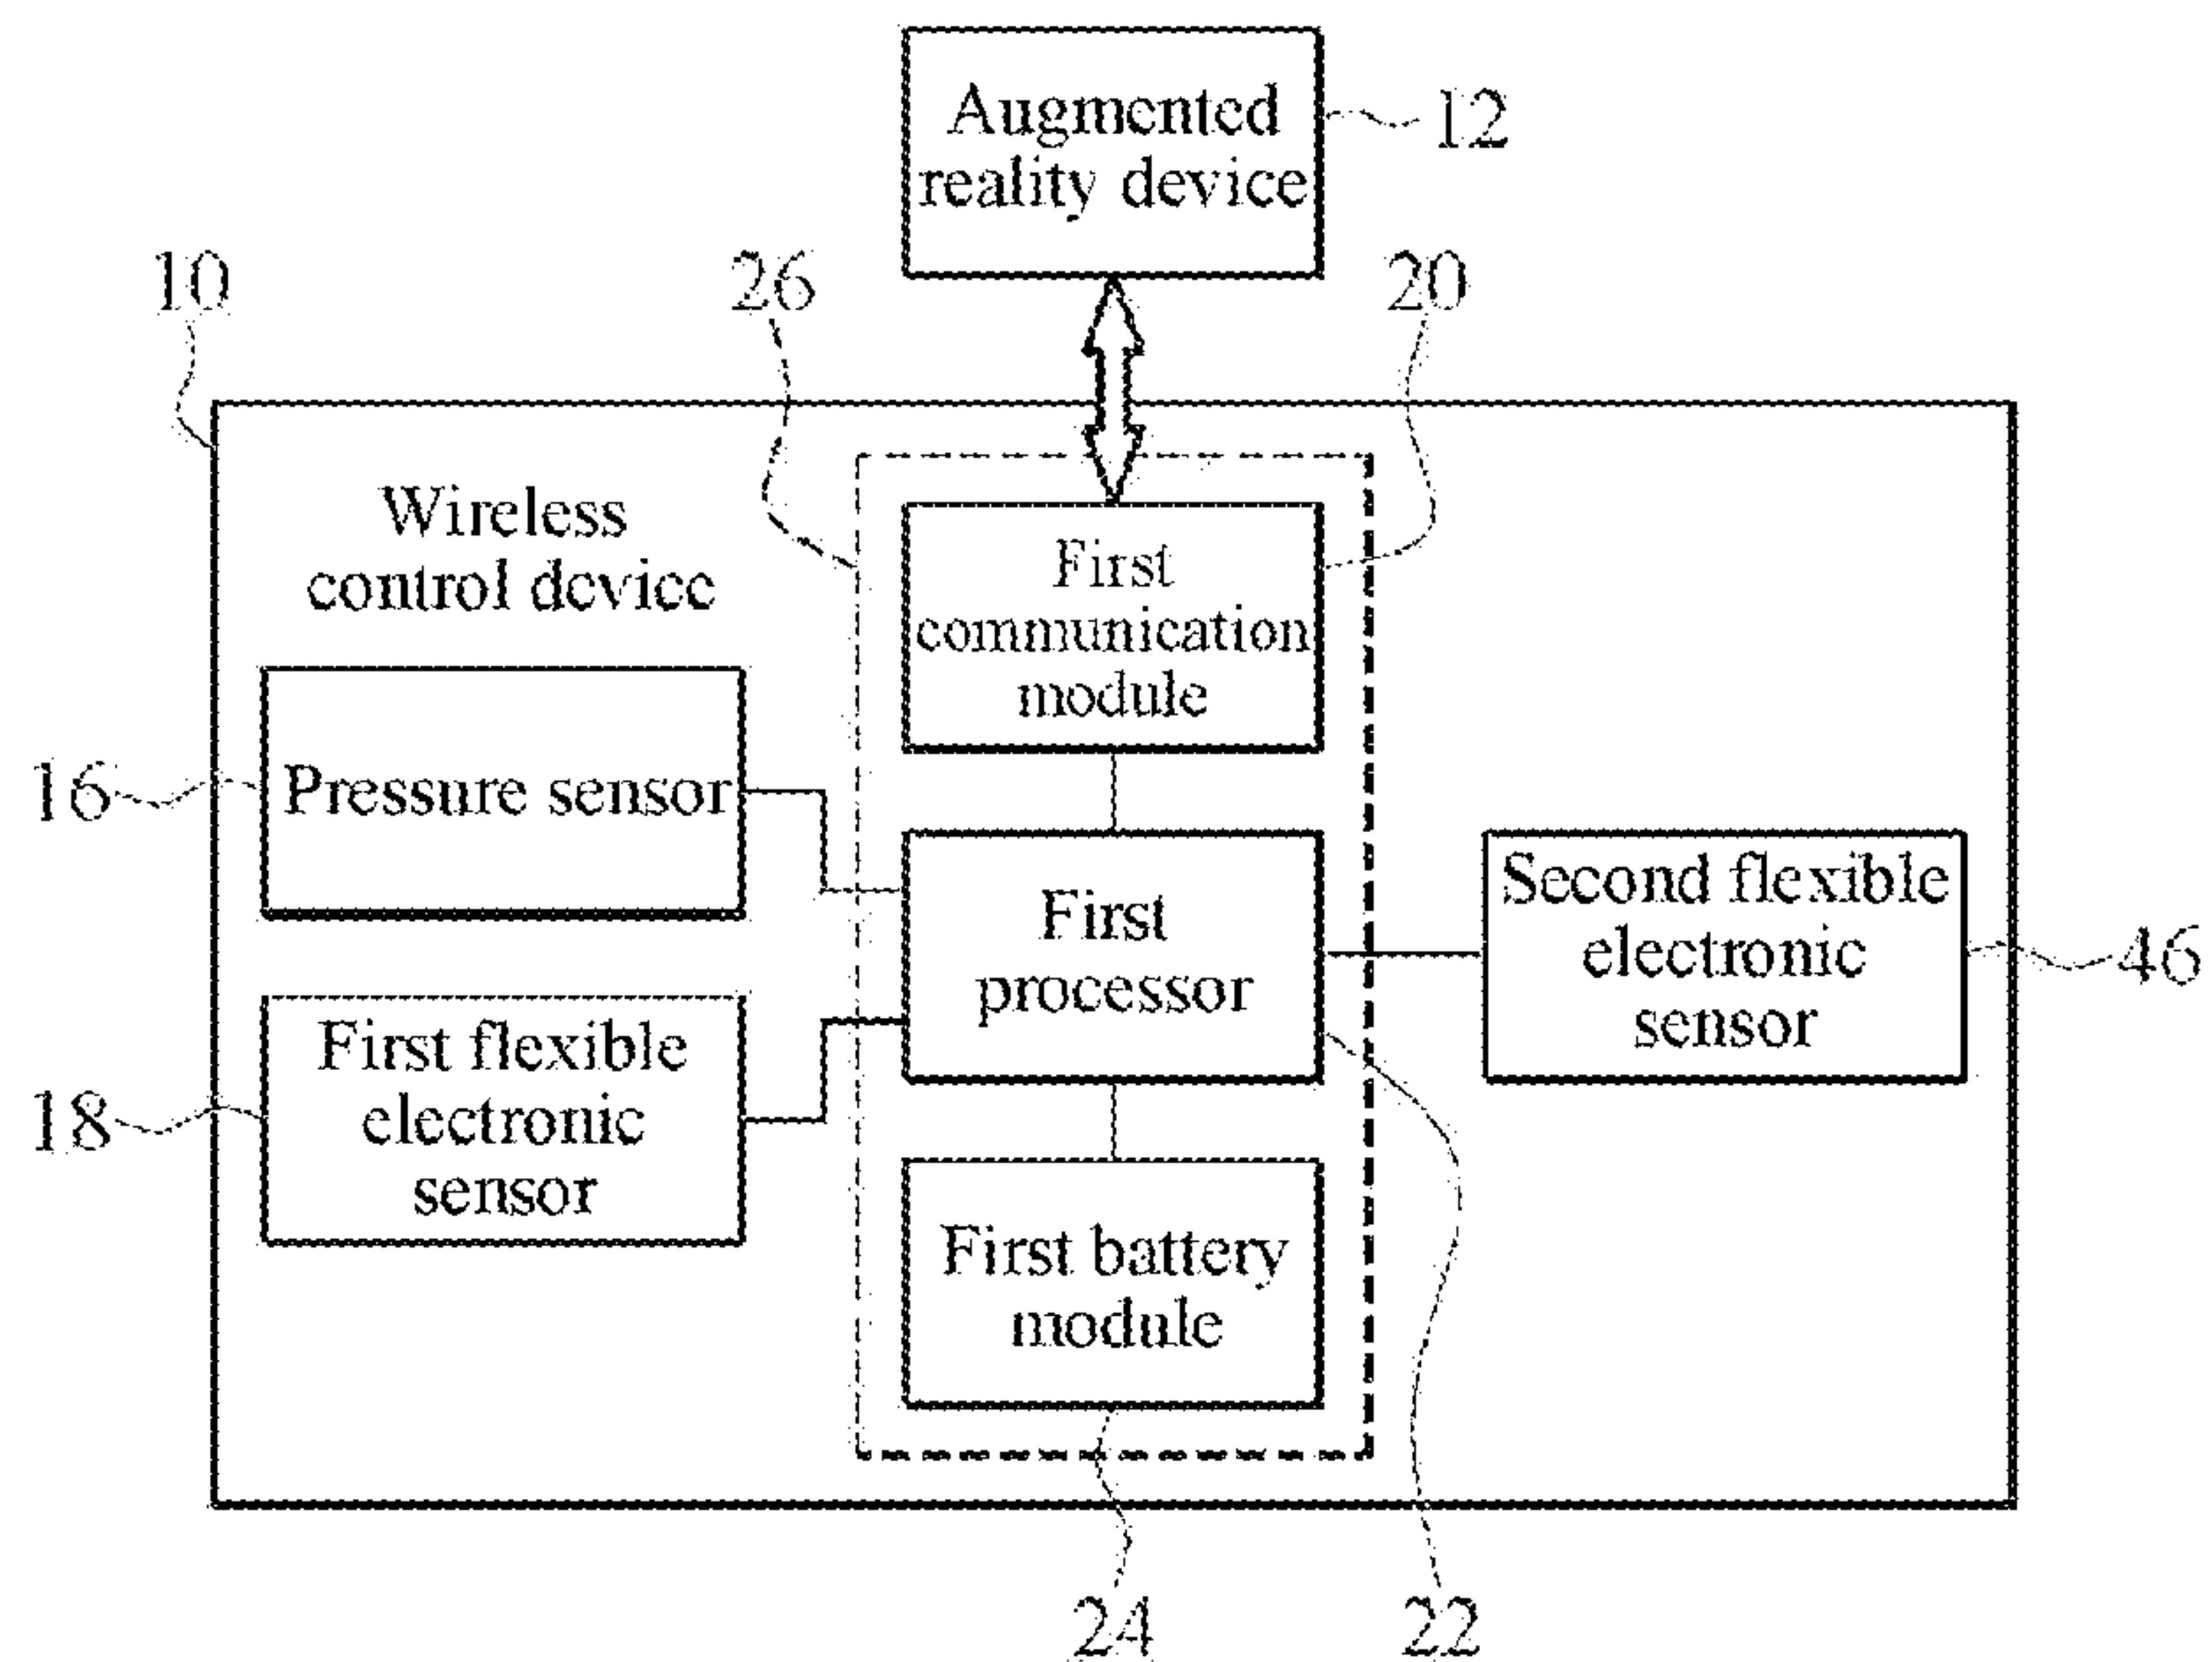 Augmented
reality device
12
10
26
20
Wireless
control device
First
communication
module
16
Pressure sensor
First
processor
Second flexible
electronic
sensor
46
18
First flexible
electronic
sensor
First battery
module
24
22